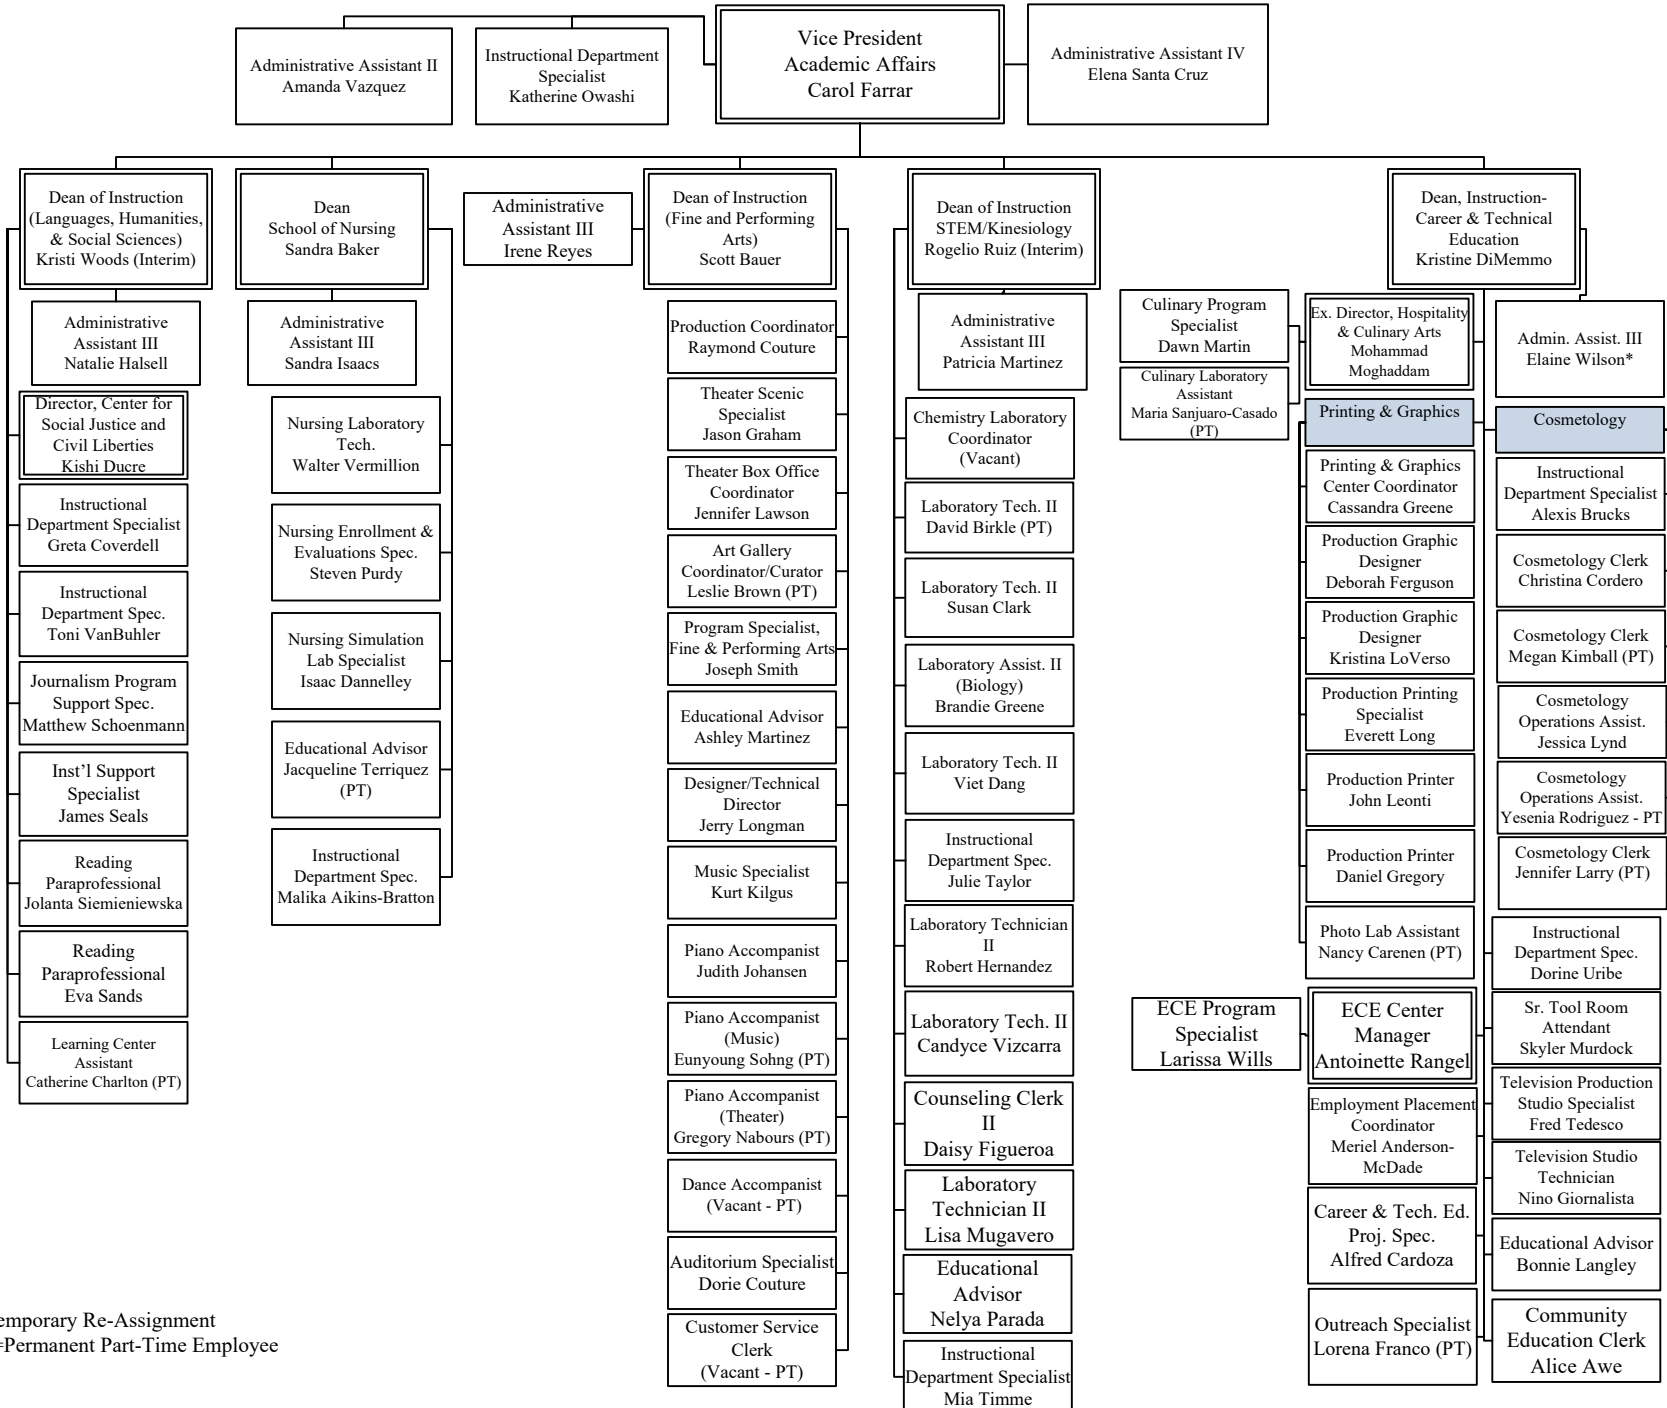 Administrative Assistant II
Amanda Vazquez
Instructional Department
Specialist
Katherine Owashi
Vice President
Academic Affairs
Carol Farrar
Administrative Assistant IV
Elena Santa Cruz
Dean of Instruction
(Languages, Humanities,
& Social Sciences)
Kristi Woods (Interim)
Administrative
Assistant III
Natalie Halsell
Director, Center for
Social Justice and
Civil Liberties
Kishi Ducre
Instructional
Department Specialist
Greta Coverdell
Instructional
Department Spec.
Toni VanBuhler
Journalism Program
Support Spec.
Matthew Schoenmann
Inst’l Support
Specialist
James Seals
Reading
Paraprofessional
Jolanta Siemieniewska
Reading
Paraprofessional
Eva Sands
Learning Center
Assistant
Catherine Charlton (PT)
Dean
School of Nursing
Sandra Baker
Administrative
Assistant III
Sandra Isaacs
Nursing Laboratory
Tech.
Walter Vermillion
Nursing Enrollment &
Evaluations Spec.
Steven Purdy
Nursing Simulation
Lab Specialist
Isaac Dannelley
Educational Advisor
Jacqueline Terriquez
(PT)
Instructional
Department Spec.
Malika Aikins-Bratton
Administrative
Assistant III
Irene Reyes
Dean of Instruction
(Fine and Performing
Arts)
Scott Bauer
Production Coordinator
Raymond Couture
Theater Scenic
Specialist
Jason Graham
Theater Box Office
Coordinator
Jennifer Lawson
Art Gallery
Coordinator/Curator
Leslie Brown (PT)
Program Specialist,
Fine & Performing Arts
Joseph Smith
Educational Advisor
Ashley Martinez
Designer/Technical
Director
Jerry Longman
Music Specialist
Kurt Kilgus
Piano Accompanist
Judith Johansen
Piano Accompanist
(Music)
Eunyoung Sohng (PT)
Piano Accompanist
(Theater)
Gregory Nabours (PT)
Dance Accompanist
(Vacant - PT)
Auditorium Specialist
Dorie Couture
Customer Service
Clerk
(Vacant - PT)
Dean of Instruction
STEM/Kinesiology
Rogelio Ruiz (Interim)
Administrative
Assistant III
Patricia Martinez
Chemistry Laboratory
Coordinator
(Vacant)
Laboratory Tech. II
David Birkle (PT)
Laboratory Tech. II
Susan Clark
Laboratory Assist. II
(Biology)
Brandie Greene
Laboratory Tech. II
Viet Dang
Instructional
Department Spec.
Julie Taylor
Laboratory Technician
II
Robert Hernandez
Laboratory Tech. II
Candyce Vizcarra
Counseling Clerk
II
Daisy Figueroa
Laboratory
Technician II
Lisa Mugavero
Educational
Advisor
Nelya Parada
Instructional
Department Specialist
Mia Timme
Dean, Instruction-
Career & Technical
Education
Kristine DiMemmo
Culinary Program
Specialist
Dawn Martin
Culinary Laboratory
Assistant
Maria Sanjuaro-Casado
(PT)
Ex. Director, Hospitality
& Culinary Arts
Mohammad
Moghaddam
Printing & Graphics
Printing & Graphics
Center Coordinator
Cassandra Greene
Production Graphic
Designer
Deborah Ferguson
Production Graphic
Designer
Kristina LoVerso
Production Printing
Specialist
Everett Long
Production Printer
John Leonti
Production Printer
Daniel Gregory
Photo Lab Assistant
Nancy Carenen (PT)
ECE Program
Specialist
Larissa Wills
ECE Center
Manager
Antoinette Rangel
Employment Placement
Coordinator
Meriel Anderson-
McDade
Career & Tech. Ed.
Proj. Spec.
Alfred Cardoza
Outreach Specialist
Lorena Franco (PT)
Admin. Assist. III
Elaine Wilson*
Cosmetology
Instructional
Department Specialist
Alexis Brucks
Cosmetology Clerk
Christina Cordero
Cosmetology Clerk
Megan Kimball (PT)
Cosmetology
Operations Assist.
Jessica Lynd
Cosmetology
Operations Assist.
Yesenia Rodriguez - PT
Cosmetology Clerk
Jennifer Larry (PT)
Instructional
Department Spec.
Dorine Uribe
Sr. Tool Room
Attendant
Skyler Murdock
Television Production
Studio Specialist
Fred Tedesco
Television Studio
Technician
Nino Giornalista
Educational Advisor
Bonnie Langley
Community
Education Clerk
Alice Awe
emporary Re-Assignment
=Permanent Part-Time Employee